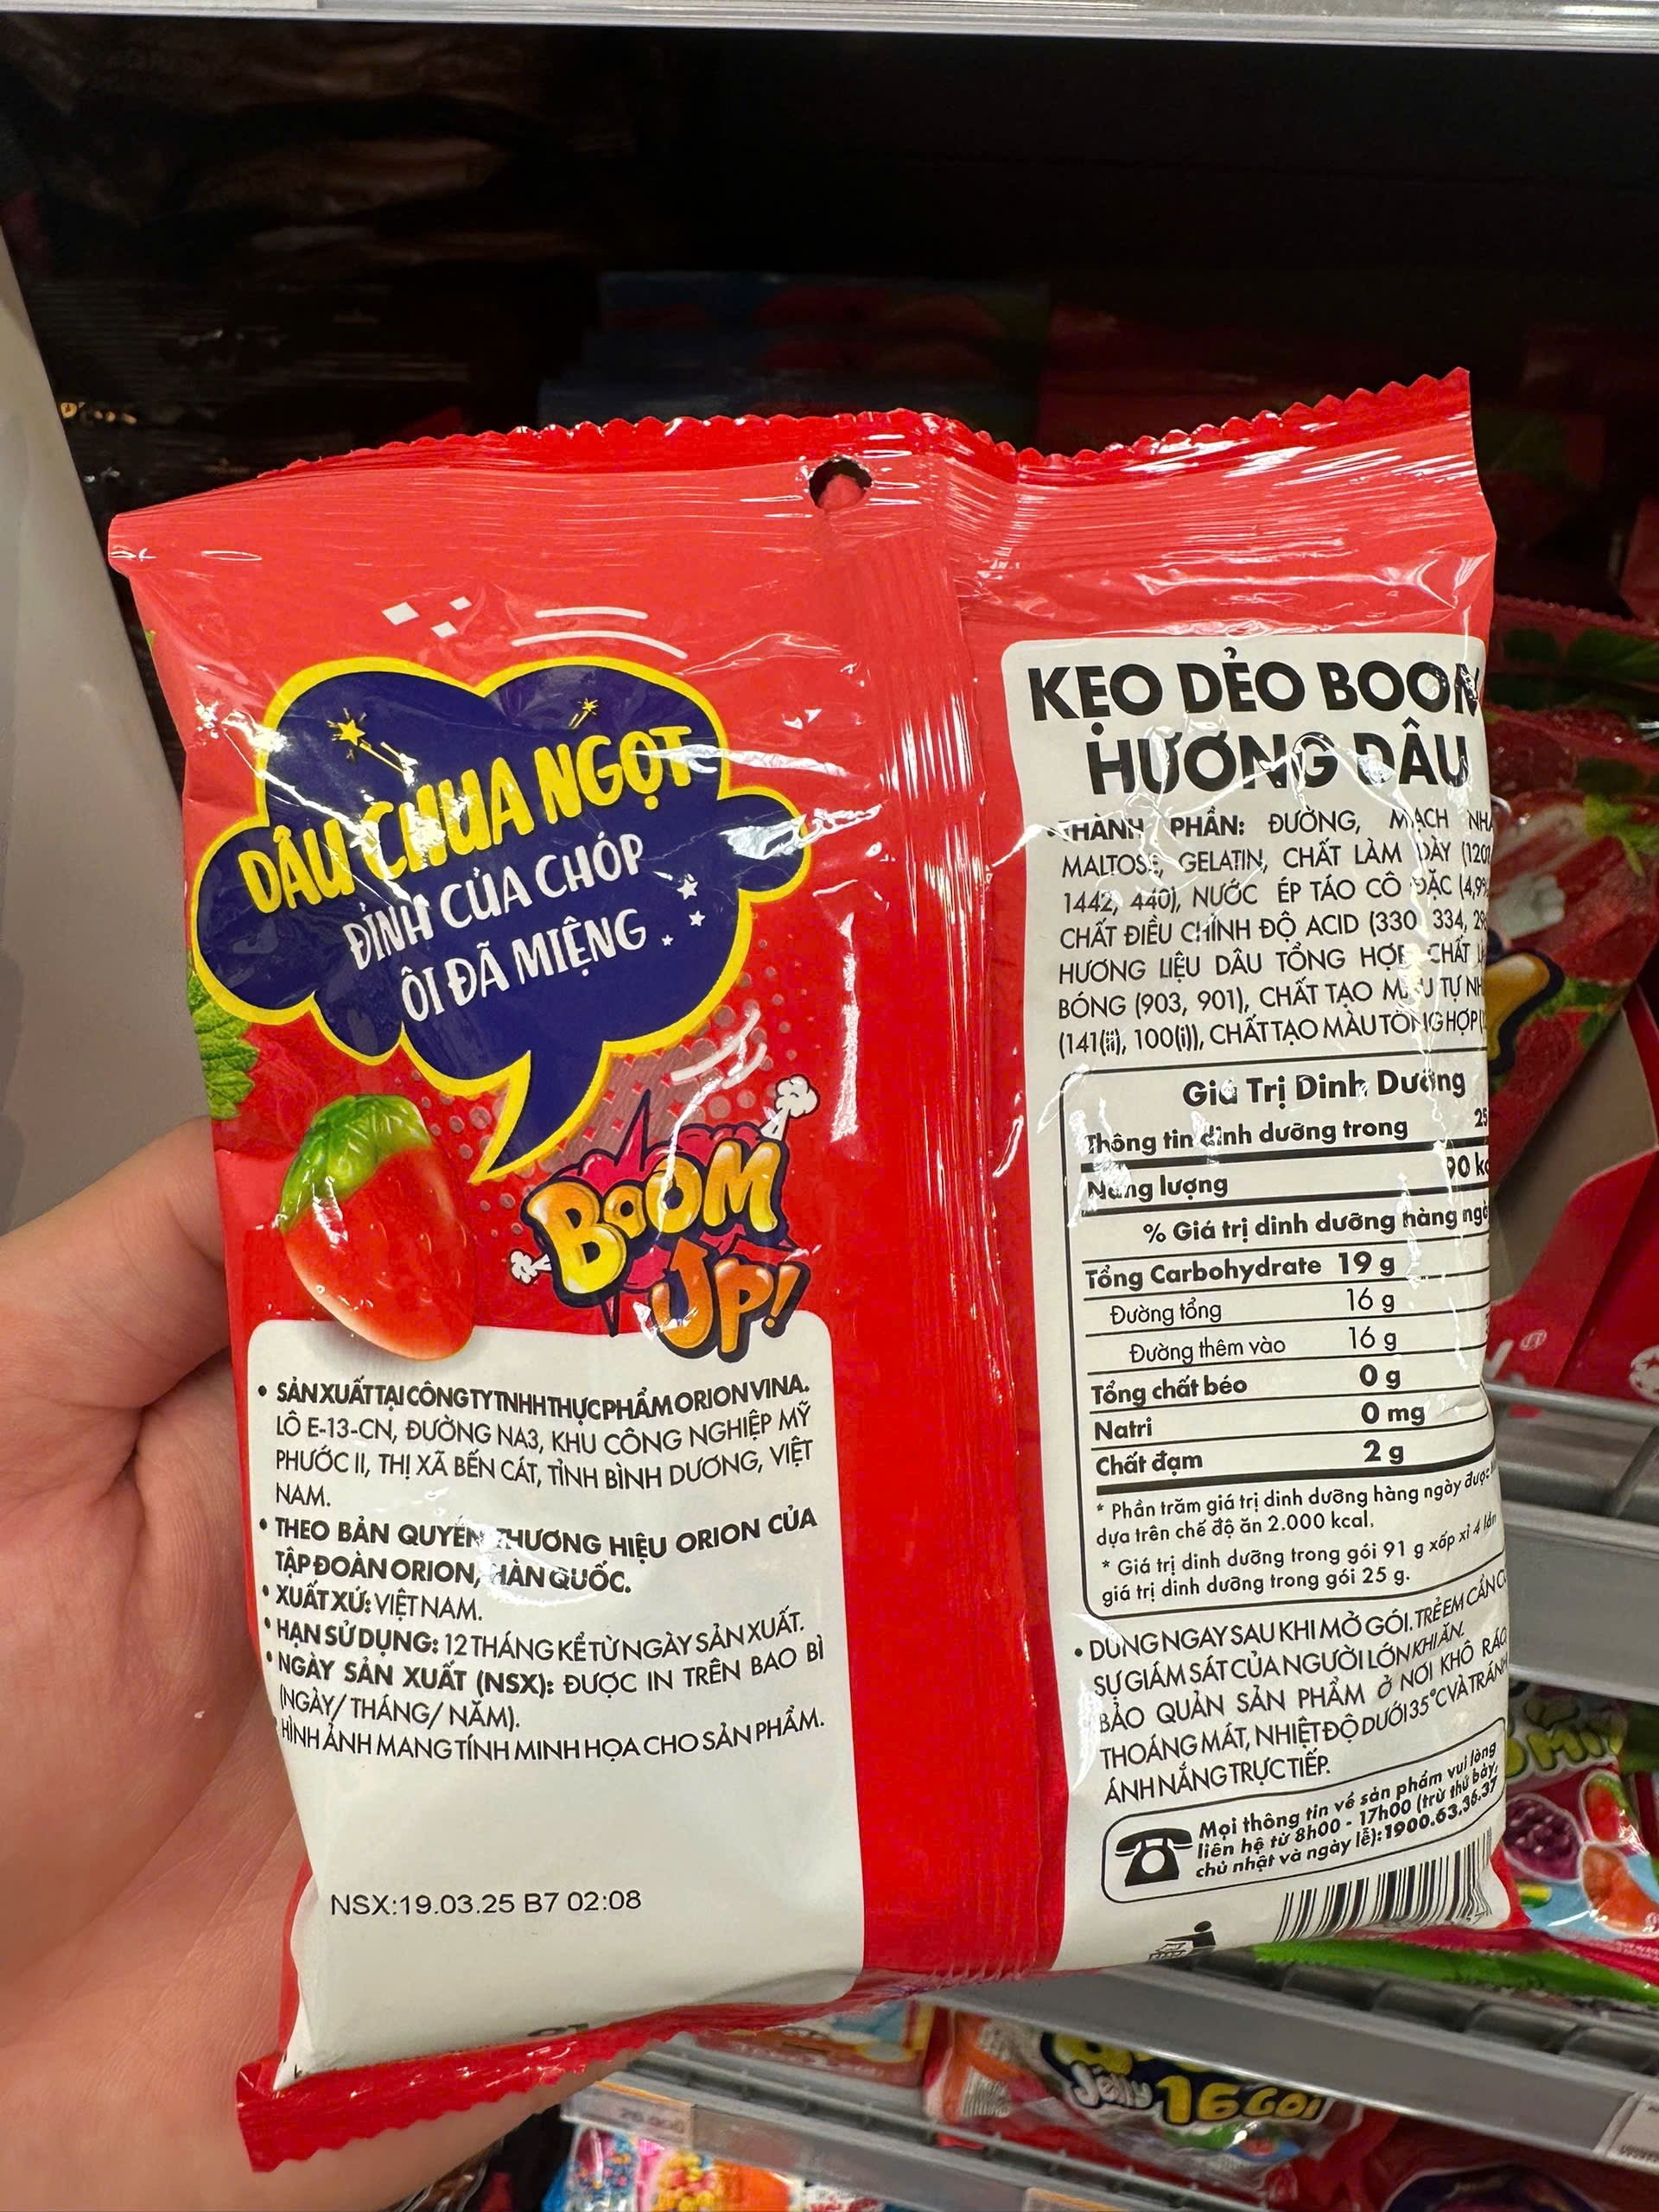 DÂU CHUA NGỌT
ĐỈNH CỦA CHÓP
ÔI ĐÃ MIỆNG
BOOM
UP!
• SẢN XUẤT TẠI CÔNG TY TNHH THỰC PHẨM ORION VINA.
LÔ E-13-CN, ĐƯỜNG NA3, KHU CÔNG NGHIỆP MỸ
PHƯỚC II, THỊ XÃ BẾN CÁT, TỈNH BÌNH DƯƠNG, VIỆT
NAM.
• THEO BẢN QUYỀN THƯƠNG HIỆU ORION CỦA
TẬP ĐOÀN ORION, HÀN QUỐC.
• XUẤT XỨ: VIỆT NAM.
• HẠN SỬ DỤNG: 12 THÁNG KỂ TỪ NGÀY SẢN XUẤT.
• NGÀY SẢN XUẤT (NSX): ĐƯỢC IN TRÊN BAO BÌ
(NGÀY/ THÁNG/ NĂM).
HÌNH ẢNH MANG TÍNH MINH HỌA CHO SẢN PHẨM.
NSX:19.03.25 B7 02:08
KẸO DẺO BOOM
HƯƠNG DÂU
• THÀNH PHẦN: ĐƯỜNG, MẠCH
MALTOSE, GELATIN, CHẤT LÀM DÀY
1442, 440), NƯỚC ÉP TÁO CÔ ĐẶC
CHẤT ĐIỀU CHỈNH ĐỘ ACID (330, 334,
HƯƠNG LIỆU DÂU TỔNG HỢP, CHẤT
BÓNG (903, 901), CHẤT TẠO MÀU TỰ
(141(ii), 100(i)), CHẤT TẠO MÀU TỔNG HỢP
Giá Trị Dinh Dưỡng
Thông tin dinh dưỡng trong 25
Năng lượng 90
% Giá trị dinh dưỡng hàng
Tổng Carbohydrate 19 g
Đường tổng 16 g
Đường thêm vào 16 g
Tổng chất béo 0 g
Natri 0 mg
Chất đạm 2 g
* Phần trăm giá trị dinh dưỡng hàng ngày được
dựa trên chế độ ăn 2.000 kcal.
* Giá trị dinh dưỡng trong gói 91 g xấp xỉ 4 lần
giá trị dinh dưỡng trong gói 25 g.
• DÙNG NGAY SAU KHI MỞ GÓI. TRẺ EM CẦN
SỰ GIÁM SÁT CỦA NGƯỜI LỚN KHI ĂN.
BẢO QUẢN SẢN PHẨM Ở NƠI KHÔ RÁO,
THOÁNG MÁT, NHIỆT ĐỘ DƯỚI 35°C VÀ TRÁNH
ÁNH NẮNG TRỰC TIẾP.
Mọi thông tin về sản phẩm vui lòng
liên hệ từ 8h00 - 17h00 (trừ thứ bảy,
chủ nhật và ngày lễ): 1900.63.36.37
Jelly 16 GÓI